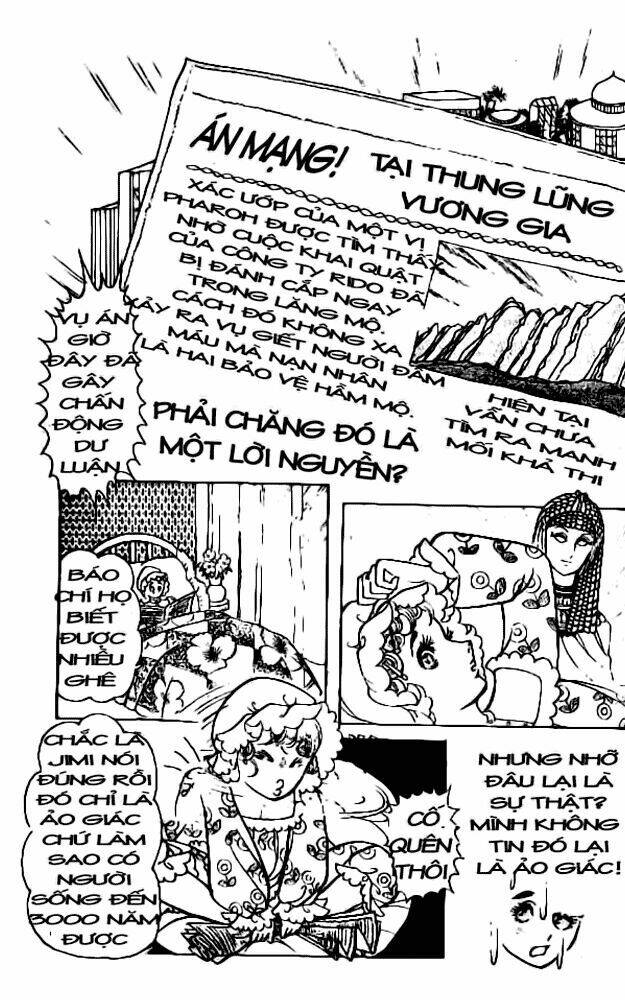 ÁN MẠNG!
TẠI THUNG LŨNG
VƯƠNG GIA
XÁC ƯỚP CỦA MỘT VỊ
PHAROH ĐƯỢC TÌM THẤY
NHỜ CUỘC KHAI QUẬT
CỦA CÔNG TY RIDO ĐÃ
BỊ ĐÁNH CẮP NGAY
TRONG LĂNG MỘ.
CÁCH ĐÓ KHÔNG XA
XẢY RA VỤ GIẾT NGƯỜI ĐẪM
MÁU MÀ NẠN NHÂN
LÀ HAI BẢO VỆ HẦM MỘ.
HIỆN TẠI
VẪN CHƯA
TÌM RA MANH
MỐI KHẢ THI
PHẢI CHĂNG ĐÓ LÀ
MỘT LỜI NGUYỀN?
VỤ ÁN
GIỜ
ĐÂY ĐÃ
GÂY
CHẤN
ĐỘNG
DƯ
LUẬN
BÁO
CHÍ HỌ
BIẾT
ĐƯỢC
NHIỀU
GHÊ
CHẮC LÀ
JIMI NÓI
ĐÚNG RỒI
ĐÓ CHỈ LÀ
ẢO GIÁC
CHỨ LÀM
SAO CÓ
NGƯỜI
SỐNG ĐẾN
3000 NĂM
ĐƯỢC
CỐ
QUÊN
THÔI
NHƯNG NHỠ
ĐÂU LẠI LÀ
SỰ THẬT?
MÌNH KHÔNG
TIN ĐÓ LẠI
LÀ ẢO GIÁC!